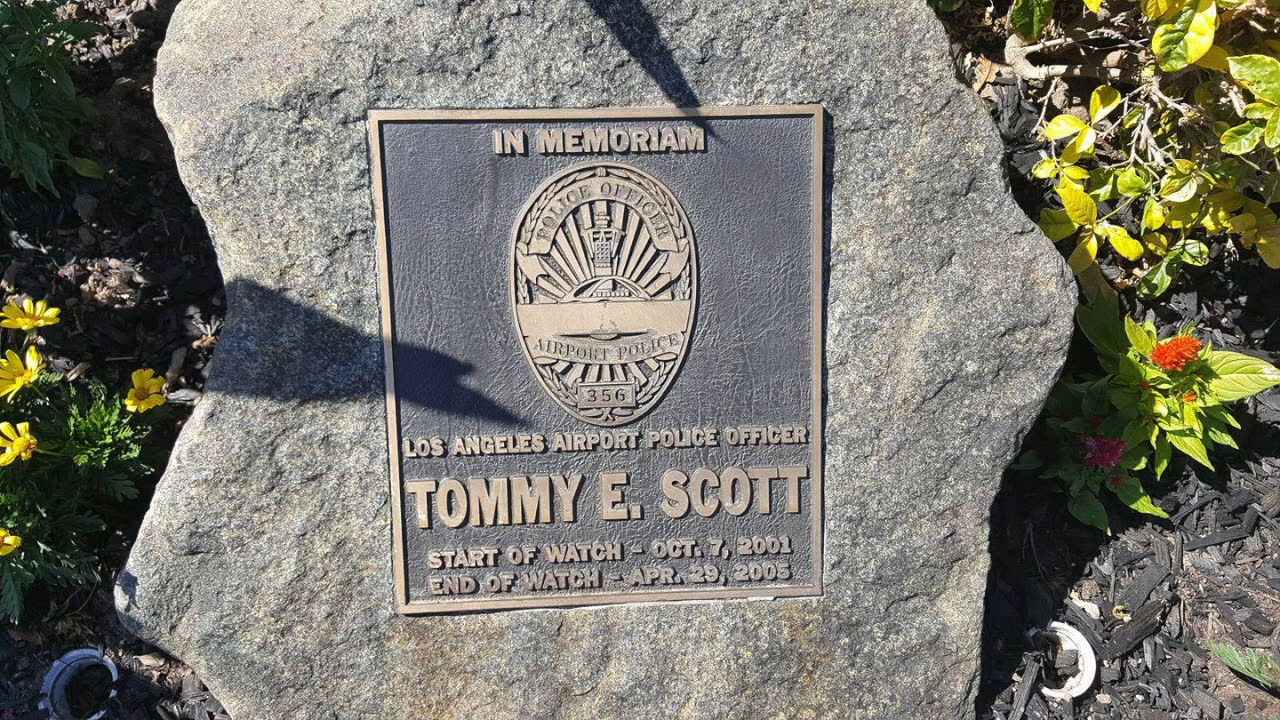 IN MEMORIAM
POLICE OFFICER
AIRPORT POLICE
356
LOS ANGELES AIRPORT POLICE OFFICER
TOMMY E. SCOTT
START OF WATCH - OCT. 7, 2001
END OF WATCH - APR. 29, 2005